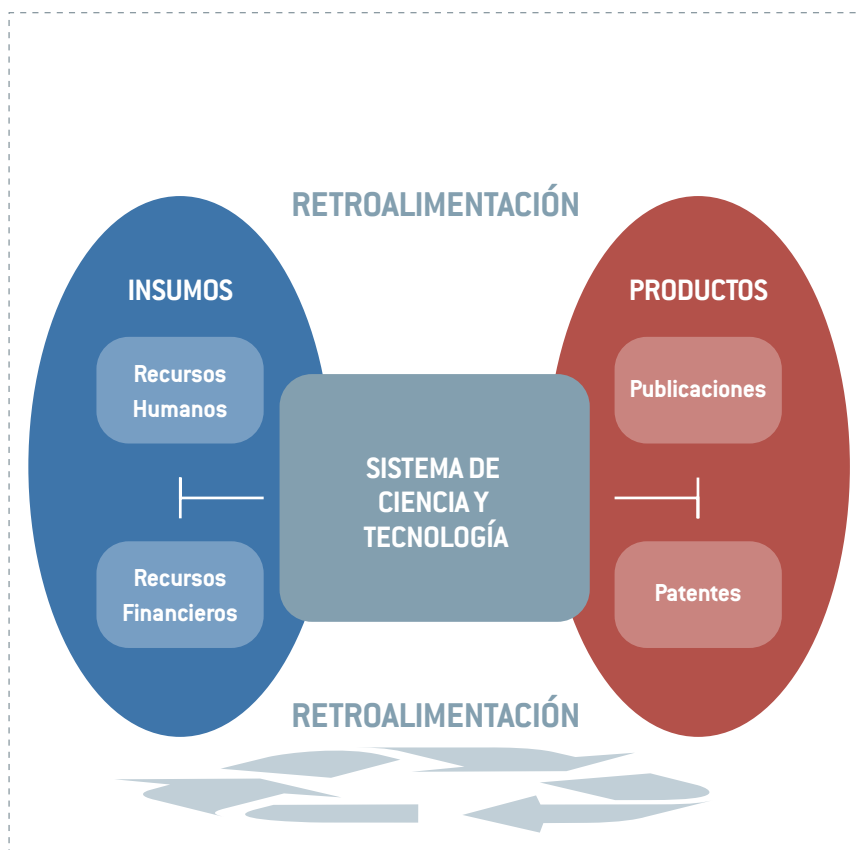 RETROALIMENTACIÓN
INSUMOS
Recursos
Humanos
Recursos
Financieros
SISTEMA DE
CIENCIA Y
TECNOLOGÍA
PRODUCTOS
Publicaciones
Patentes
RETROALIMENTACIÓN